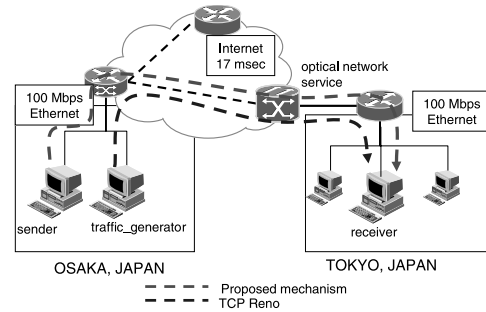 Internet
17 msec
optical network
service
100 Mbps
Ethernet
100 Mbps
Ethernet
sender
traffic_generator
receiver
OSAKA, JAPAN
TOKYO, JAPAN
Proposed mechanism
TCP Reno